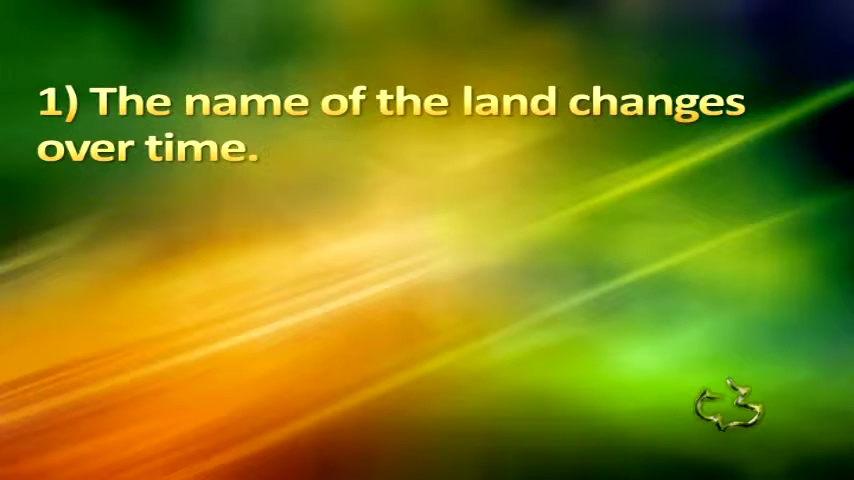 1) The name of the land changes
over time.